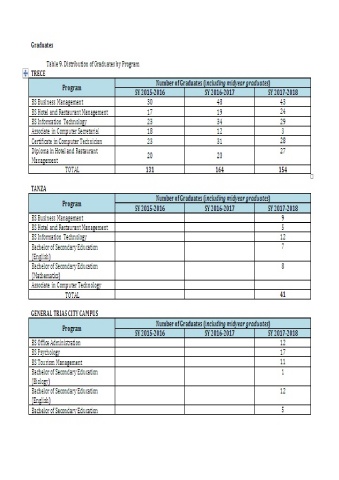 Graduates
Table 9. Distribution of Graduates by Program
TRECE
Program Number of Graduates (including midyear graduates)
SY 2015-2016 SY 2016-2017 SY 2017-2018
BS Business Management 30 48 43
BS Hotel and Restaurant Management 17 19 24
BS Information Technology 23 34 29
Associate in Computer Secretarial 18 12 3
Certificate in Computer Technician 23 31 28
Diploma in Hotel and Restaurant
Management 20 20 27
TOTAL 131 164 154
TANZA
Program Number of Graduates (including midyear graduates)
SY 2015-2016 SY 2016-2017 SY 2017-2018
BS Business Management 9
BS Hotel and Restaurant Management 5
BS Information Technology 12
Bachelor of Secondary Education 7
(English)
Bachelor of Secondary Education 8
(Mathematics)
Associate in Computer Technology
TOTAL 41
GENERAL TRIAS CITY CAMPUS
Program Number of Graduates (including midyear graduates)
SY 2015-2016 SY 2016-2017 SY 2017-2018
BS Office Administration 12
BS Psychology 17
BS Tourism Management 11
Bachelor of Secondary Education 1
(Biology)
Bachelor of Secondary Education 12
(English)
Bachelor of Secondary Education 5